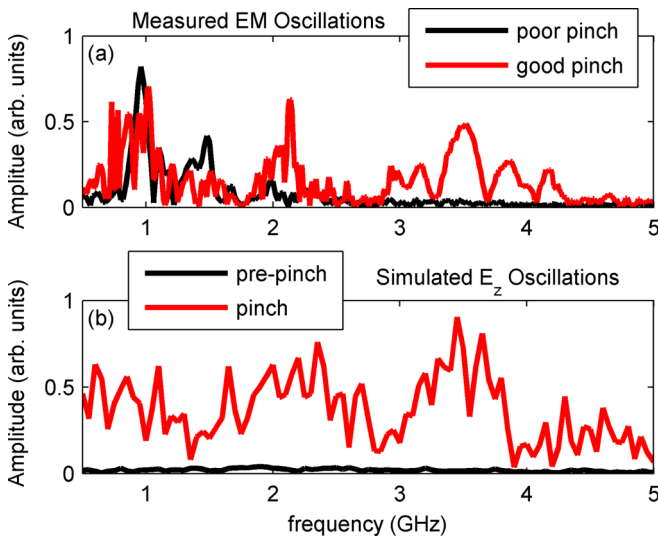 Measured EM Oscillations
(a)
poor pinch
good pinch
Amplitue (arb. units)
1
0.5
0
1 2 3 4 5
pre-pinch
pinch
Simulated E_z Oscillations
(b)
Amplitude (arb. units)
1
0.5
0
1 2 3 4 5
frequency (GHz)